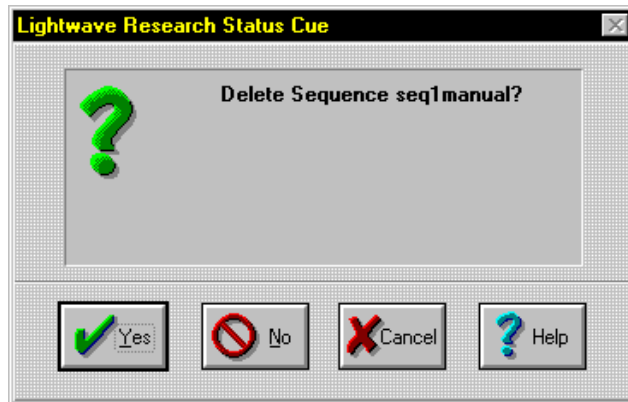 Lightwave Research Status Cue
Delete Sequence seq1manual?
Yes
No
Cancel
Help